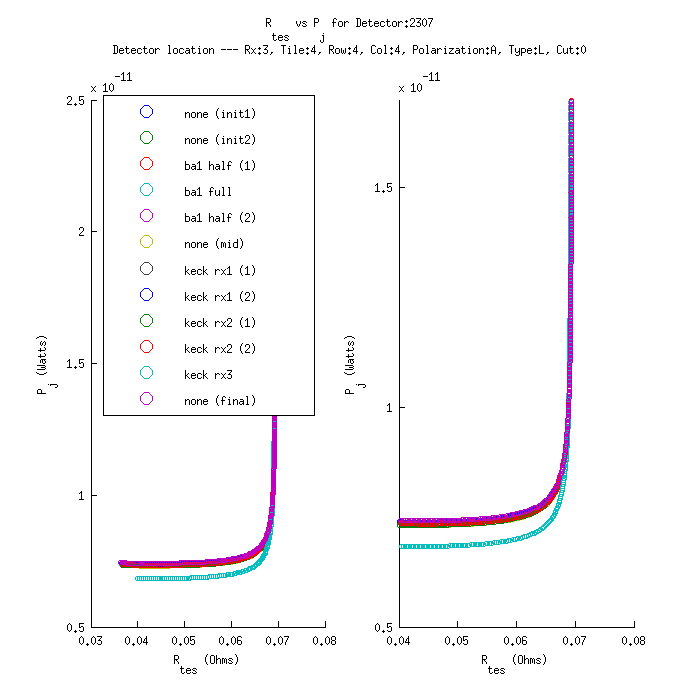 R tes vs P j for Detector:2307
Detector location --- Rx:3, Tile:4, Row:4, Col:4, Polarization:A, Type:L, Cut:0
x 10^-11
2.5
2
1.5
1
0.5
P j (Watts)
none (init1)
none (init2)
ba1 half (1)
ba1 full
ba1 half (2)
none (mid)
keck rx1 (1)
keck rx1 (2)
keck rx2 (1)
keck rx2 (2)
keck rx3
none (final)
0.03 0.04 0.05 0.06 0.07 0.08
R tes (Ohms)
x 10^-11
1.5
1
0.5
P j (Watts)
0.04 0.05 0.06 0.07 0.08
R tes (Ohms)